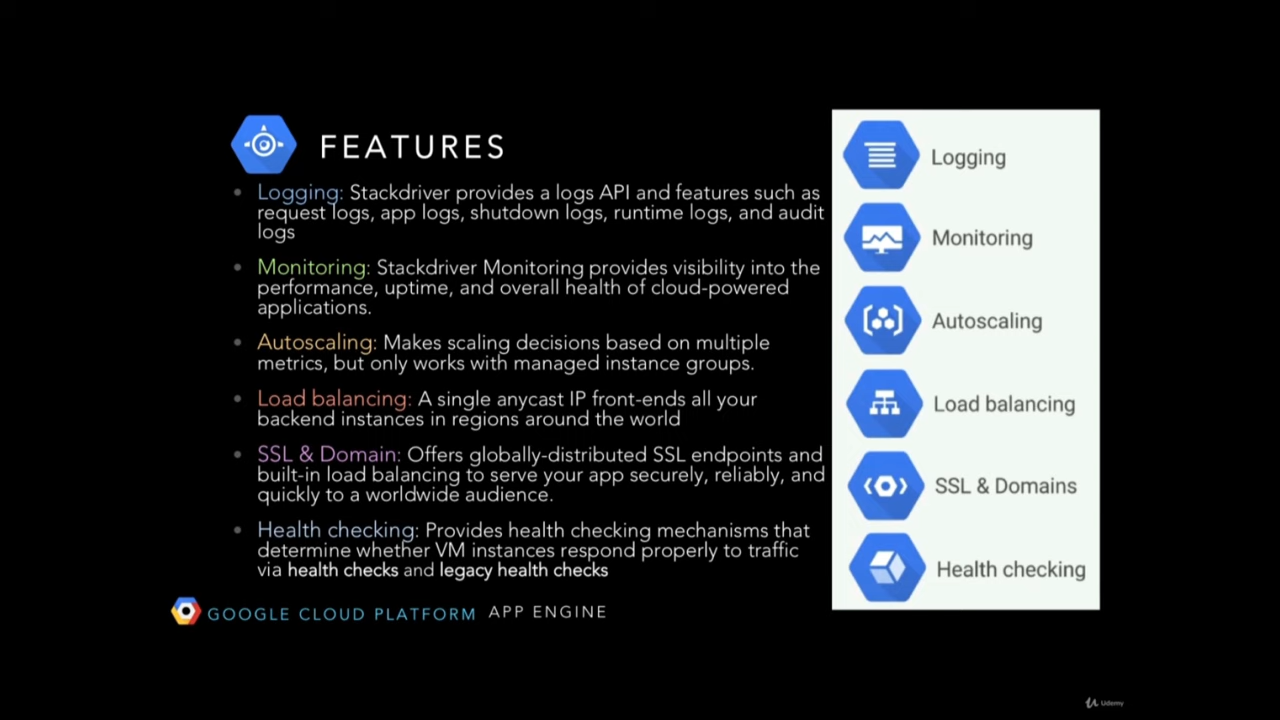 FEATURES
Logging: Stackdriver provides a logs API and features such as
request logs, app logs, shutdown logs, runtime logs, and audit
logs
Monitoring: Stackdriver Monitoring provides visibility into the
performance, uptime, and overall health of cloud-powered
applications.
Autoscaling: Makes scaling decisions based on multiple
metrics, but only works with managed instance groups.
Load balancing: A single anycast IP front-ends all your
backend instances in regions around the world
SSL & Domain: Offers globally-distributed SSL endpoints and
built-in load balancing to serve your app securely, reliably, and
quickly to a worldwide audience.
Health checking: Provides health checking mechanisms that
determine whether VM instances respond properly to traffic
via health checks and legacy health checks
GOOGLE CLOUD PLATFORM APP ENGINE
Logging
Monitoring
Autoscaling
Load balancing
SSL & Domains
Health checking
Udemy